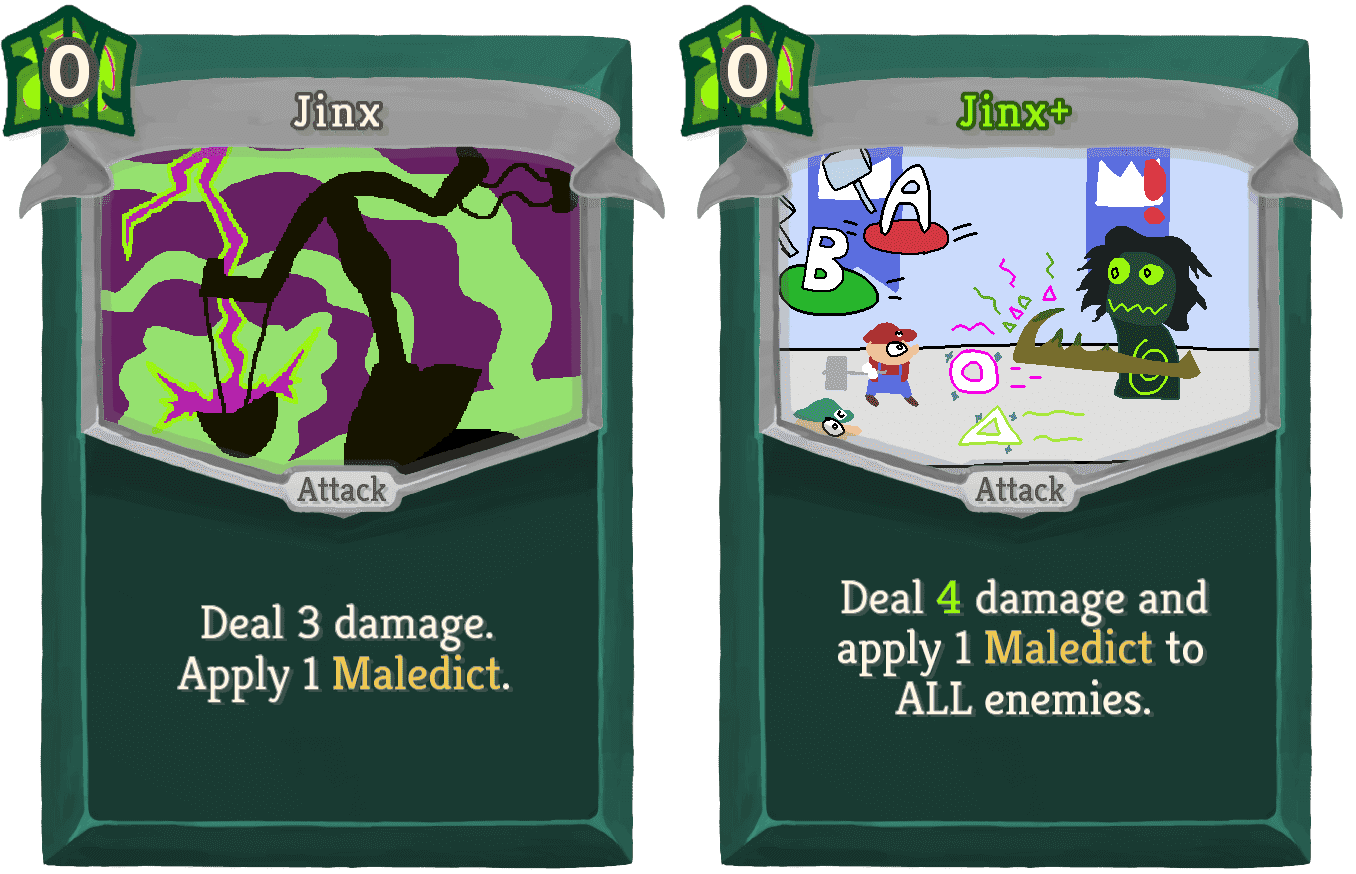 0
Jinx
Attack
Deal 3 damage.
Apply 1 Maledict.
0
Jinx+
A
B
Attack
Deal 4 damage and
apply 1 Maledict to
ALL enemies.